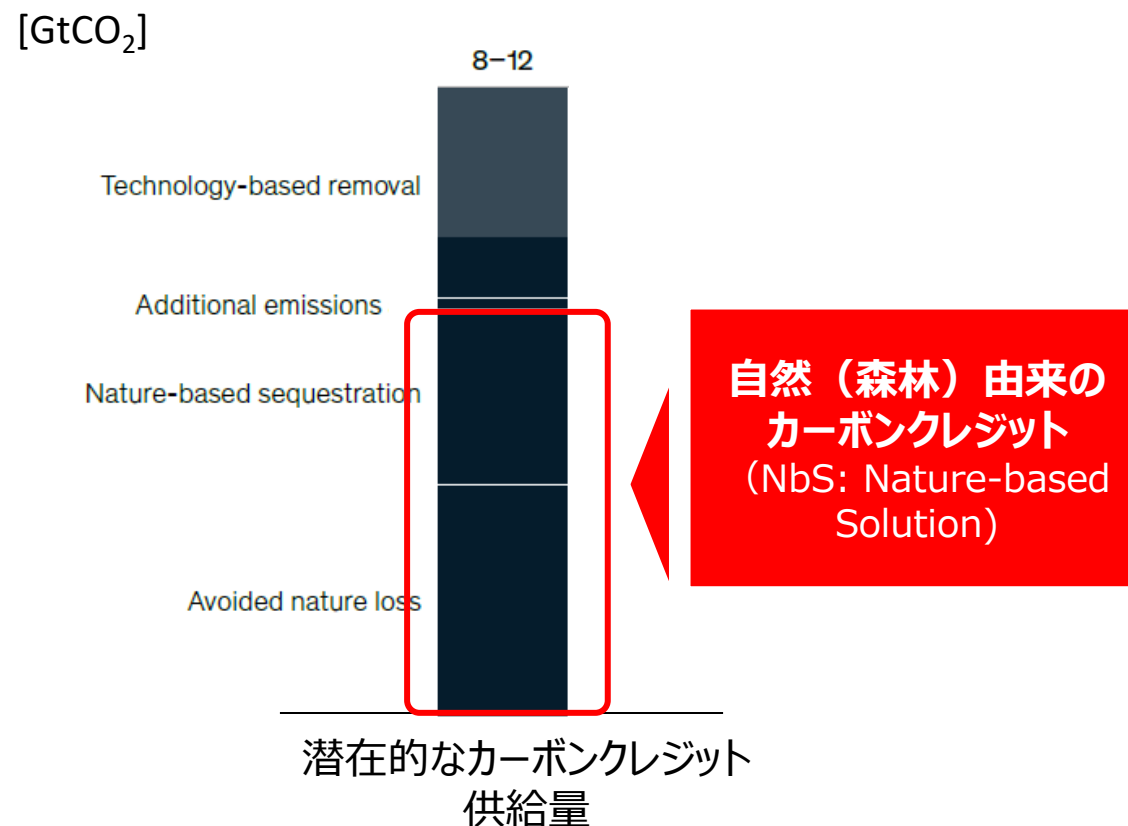 [GtCO₂]
8–12
Technology-based removal
Additional emissions
Nature-based sequestration
Avoided nature loss
自然（森林）由来の
カーボンクレジット
（NbS: Nature-based
Solution）
潜在的なカーボンクレジット
供給量